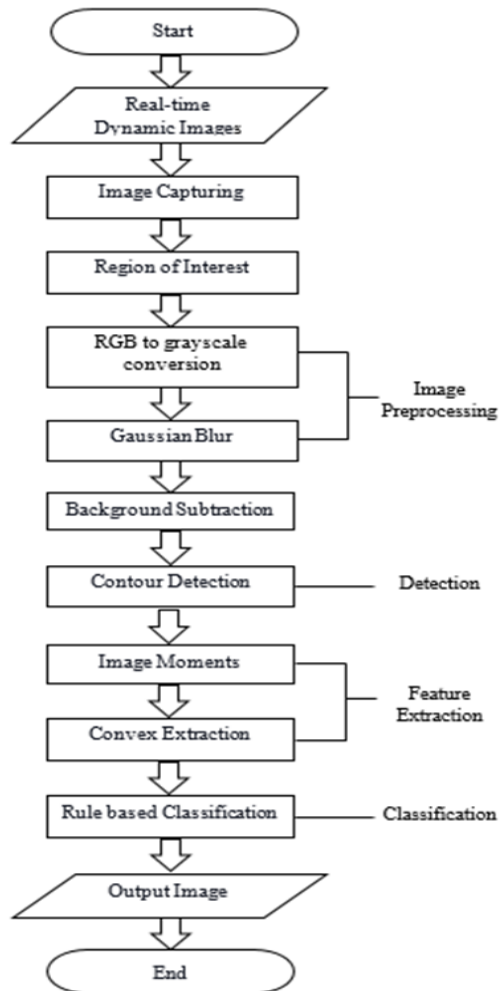 Start
Real-time
Dynamic Images
Image Capturing
Region of Interest
RGB to grayscale
conversion
Image
Preprocessing
Gaussian Blur
Background Subtraction
Contour Detection
Detection
Image Moments
Feature
Extraction
Convex Extraction
Rule based Classification
Classification
Output Image
End